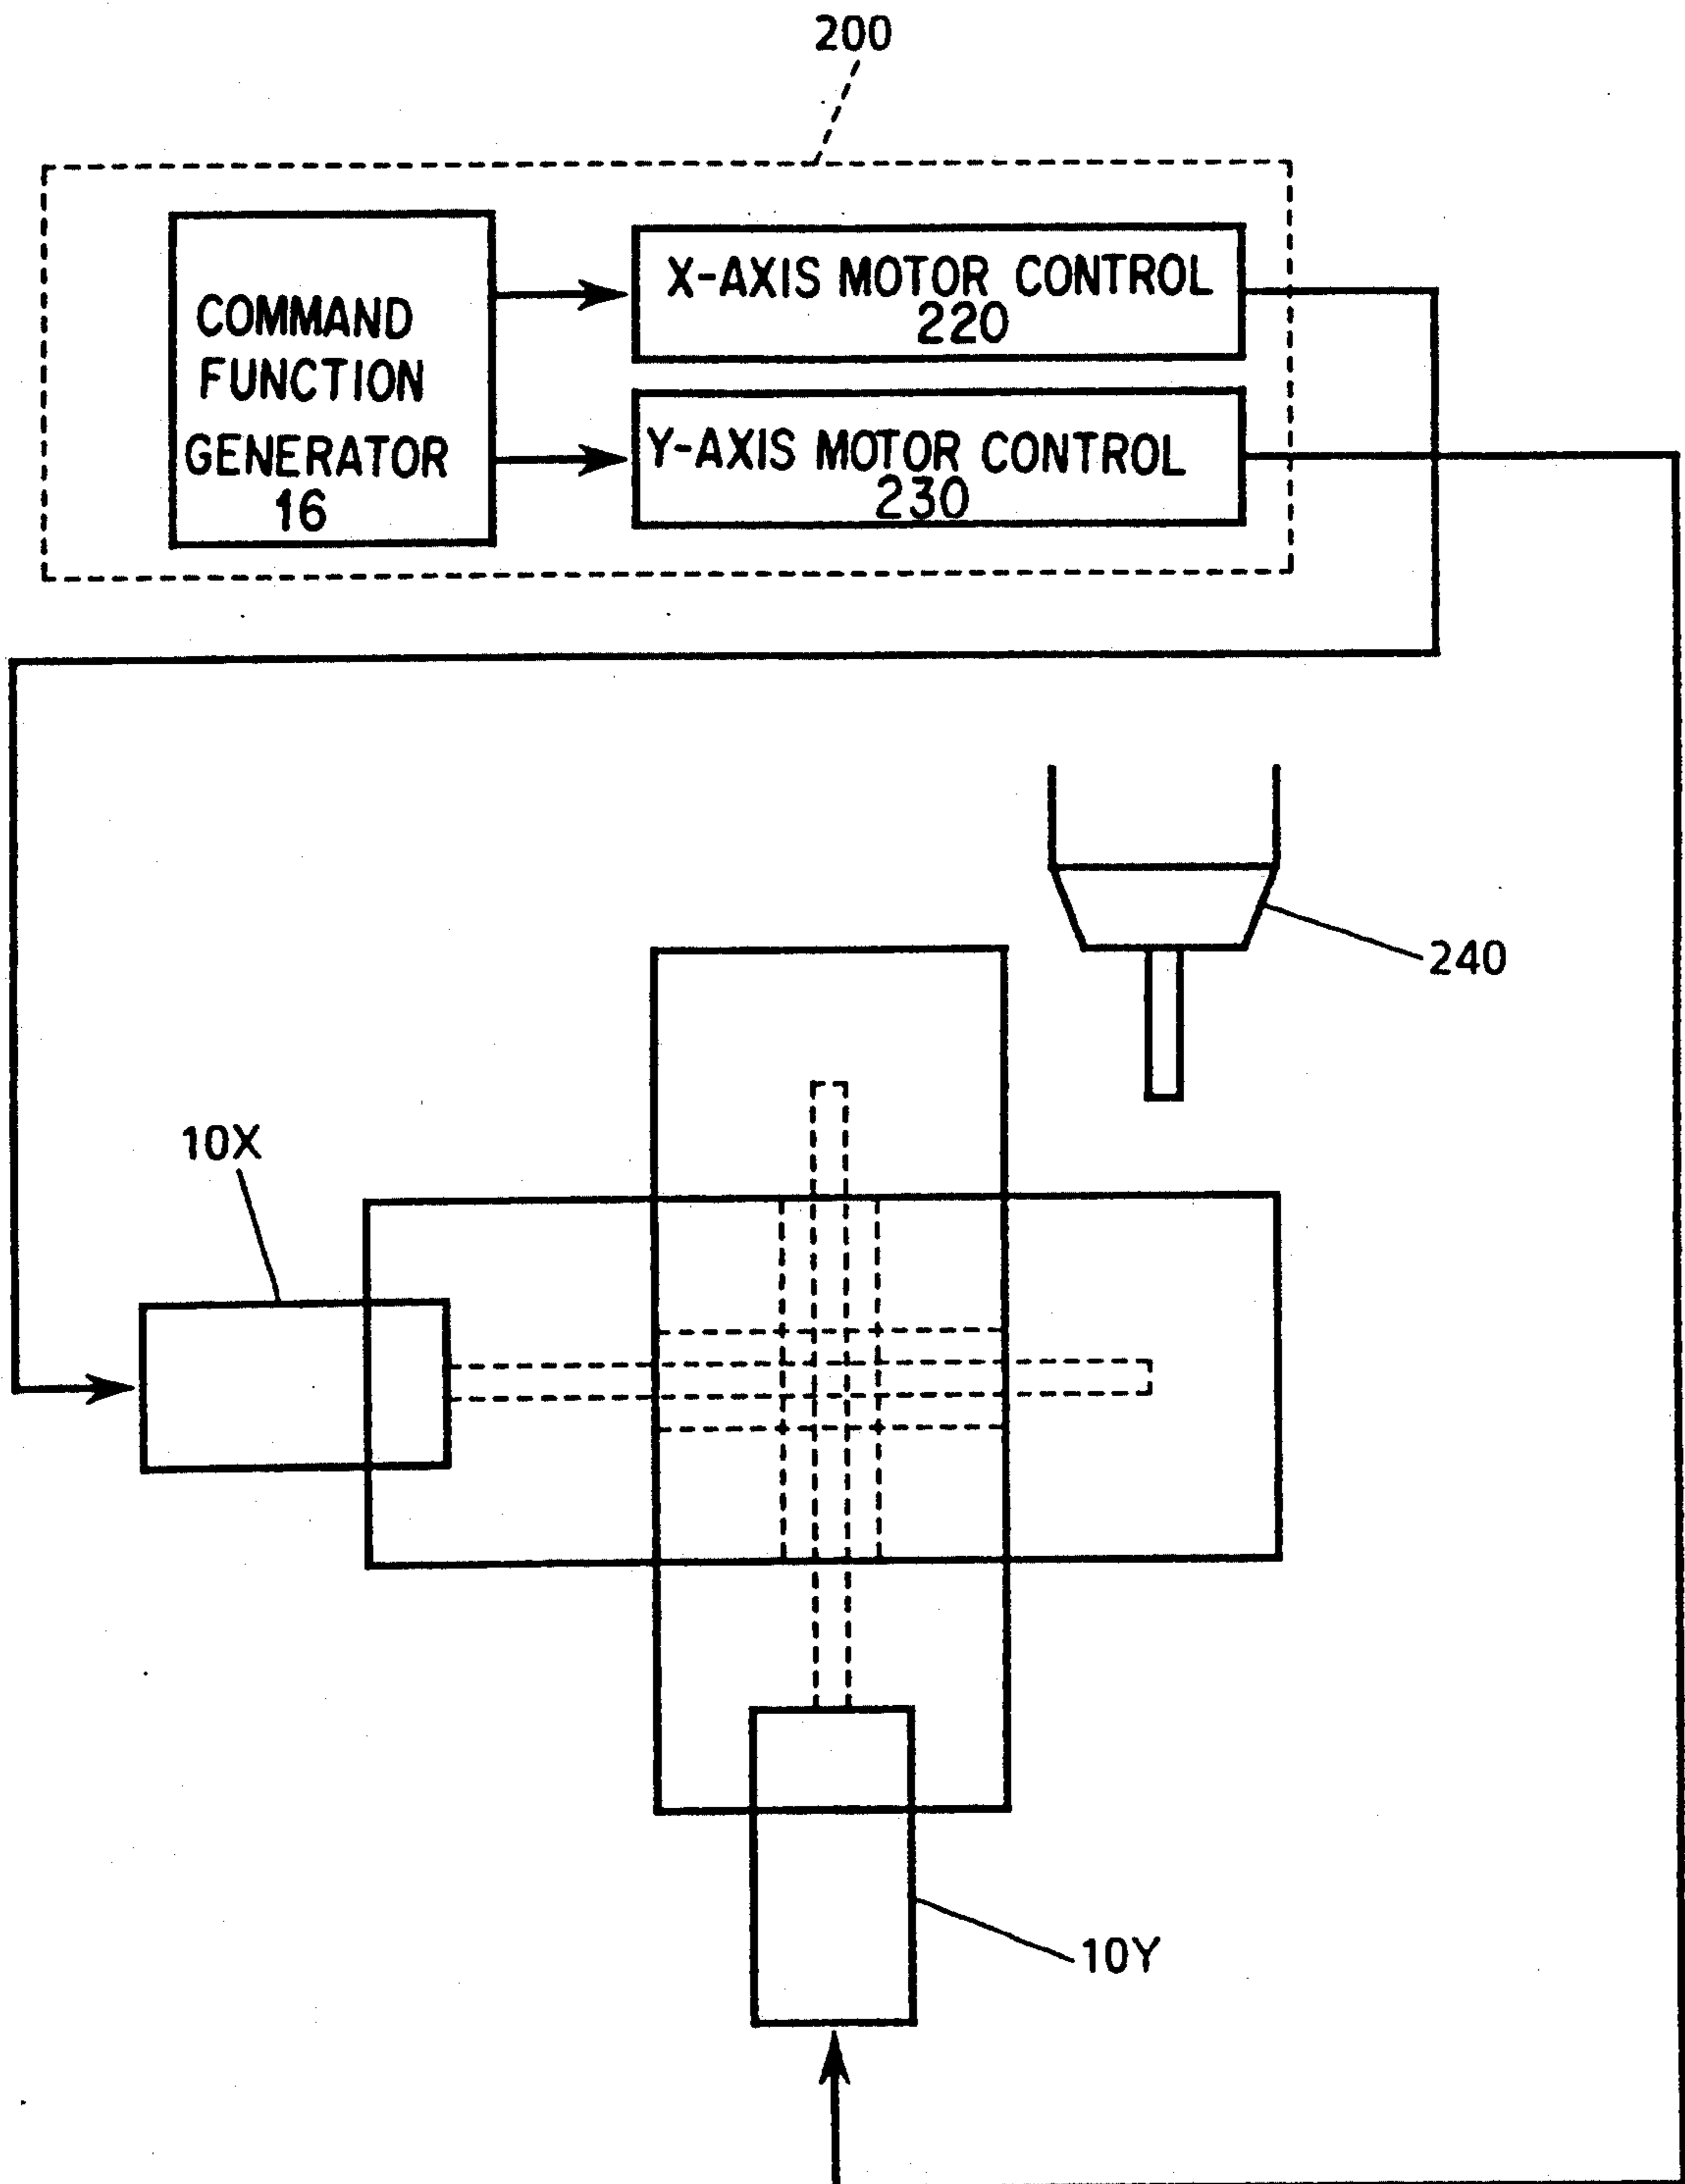 200
COMMAND
FUNCTION
GENERATOR
16
X-AXIS MOTOR CONTROL
220
Y-AXIS MOTOR CONTROL
230
240
10X
10Y